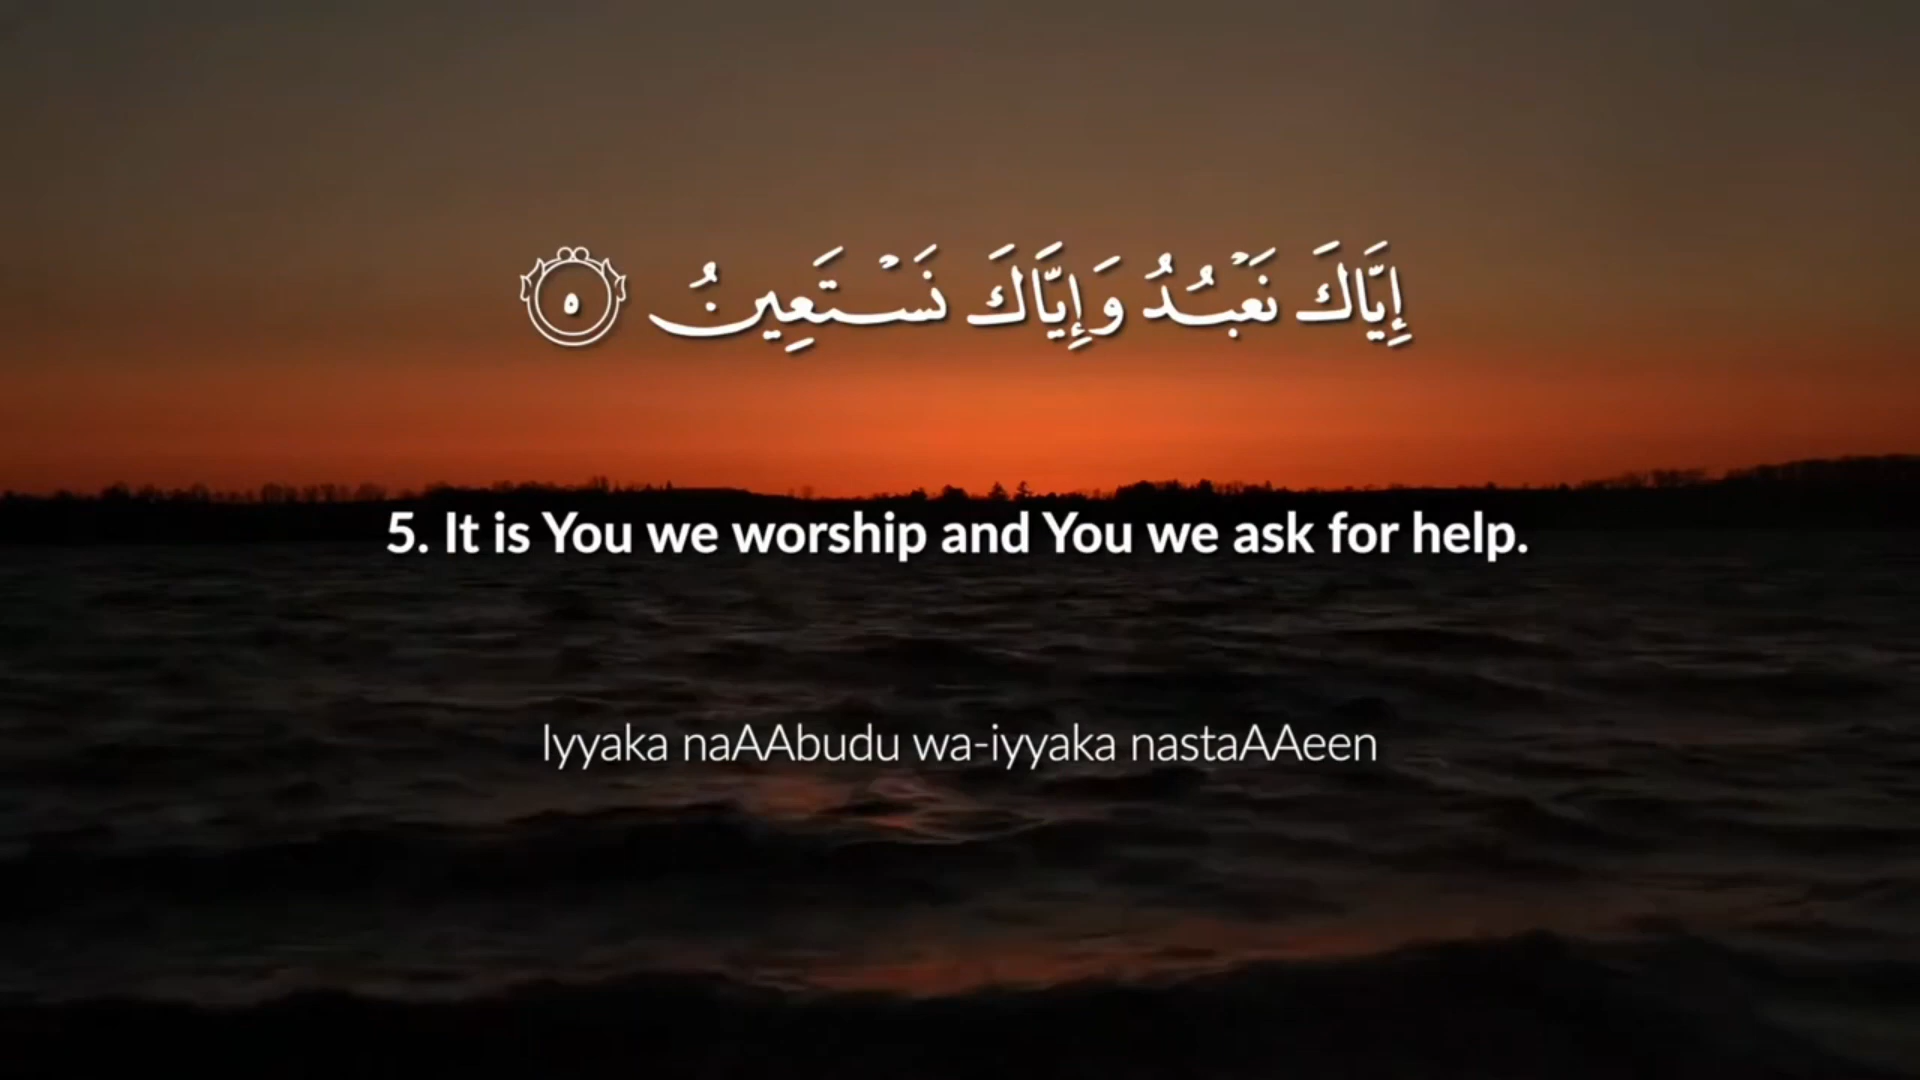 إِيَّاكَ نَعْبُدُ وَإِيَّاكَ نَسْتَعِينُ ٥
5. It is You we worship and You we ask for help.
Iyyaka naAAbudu wa-iyyaka nastaAAeen